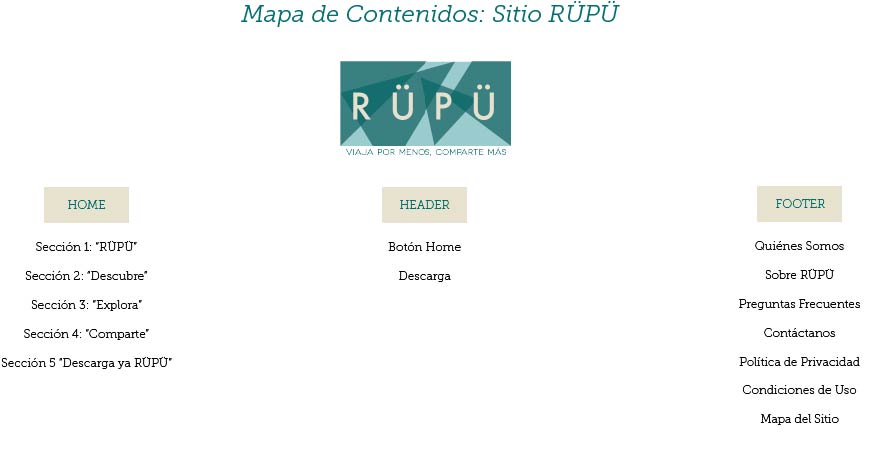 Mapa de Contenidos: Sitio RÜPÜ
RÜPÜ
VIAJA POR MENOS, COMPARTE MÁS
HOME
Sección 1: “RÜPÜ”
Sección 2: “Descubre”
Sección 3: “Explora”
Sección 4: “Comparte”
Sección 5 “Descarga ya RÜPÜ”
HEADER
Botón Home
Descarga
FOOTER
Quiénes Somos
Sobre RÜPÜ
Preguntas Frecuentes
Contáctanos
Política de Privacidad
Condiciones de Uso
Mapa del Sitio